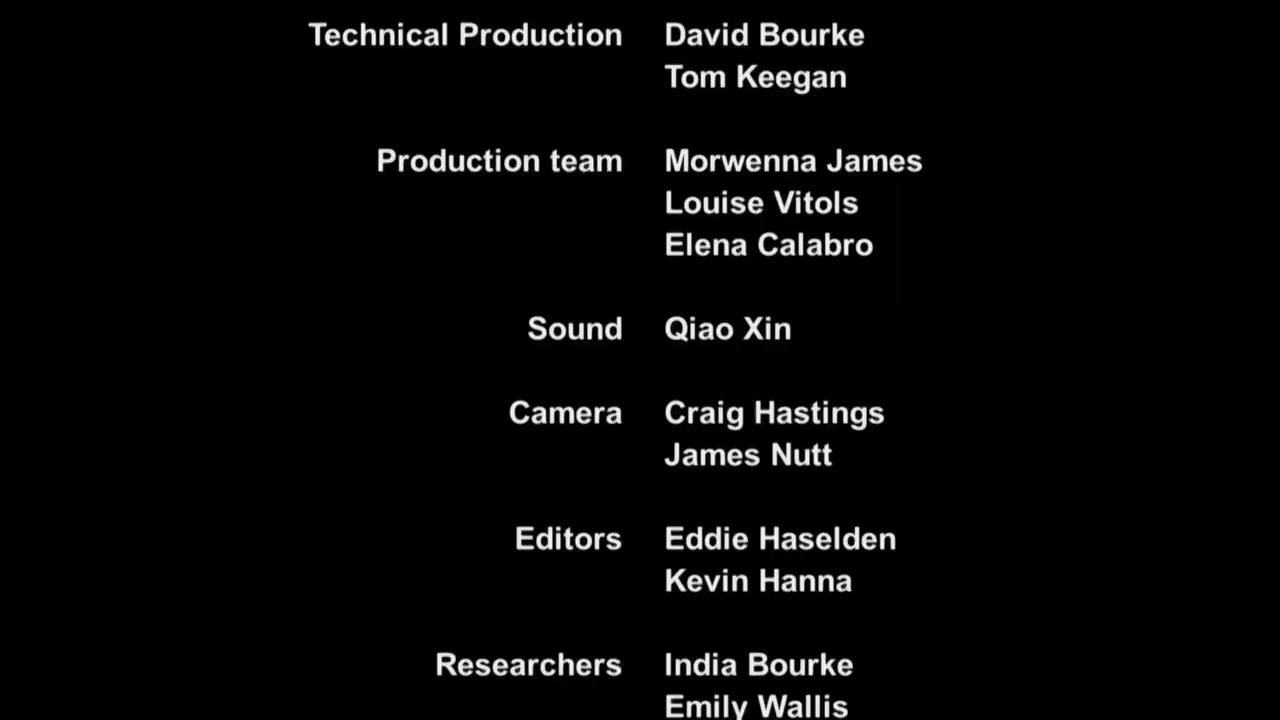 Technical Production David Bourke
Tom Keegan
Production team Morwenna James
Louise Vitols
Elena Calabro
Sound Qiao Xin
Camera Craig Hastings
James Nutt
Editors Eddie Haselden
Kevin Hanna
Researchers India Bourke
Emily Wallis